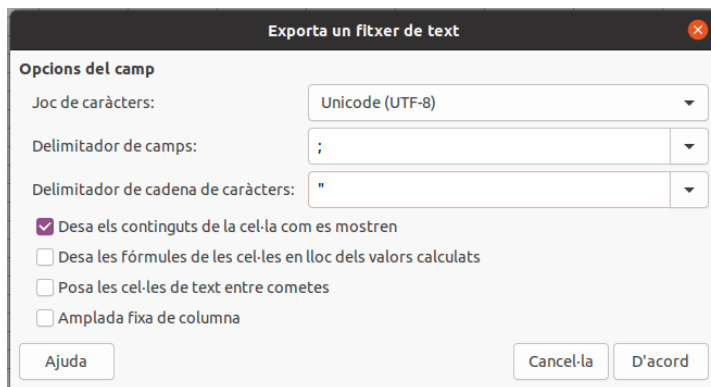 Exporta un fitxer de text
Opcions del camp
Joc de caràcters: Unicode (UTF-8)
Delimitador de camps: ;
Delimitador de cadena de caràcters: "
Desa els continguts de la cel·la com es mostren
Desa les fórmules de les cel·les en lloc dels valors calculats
Posa les cel·les de text entre cometes
Amplada fixa de columna
Ajuda Cancel·la D'acord